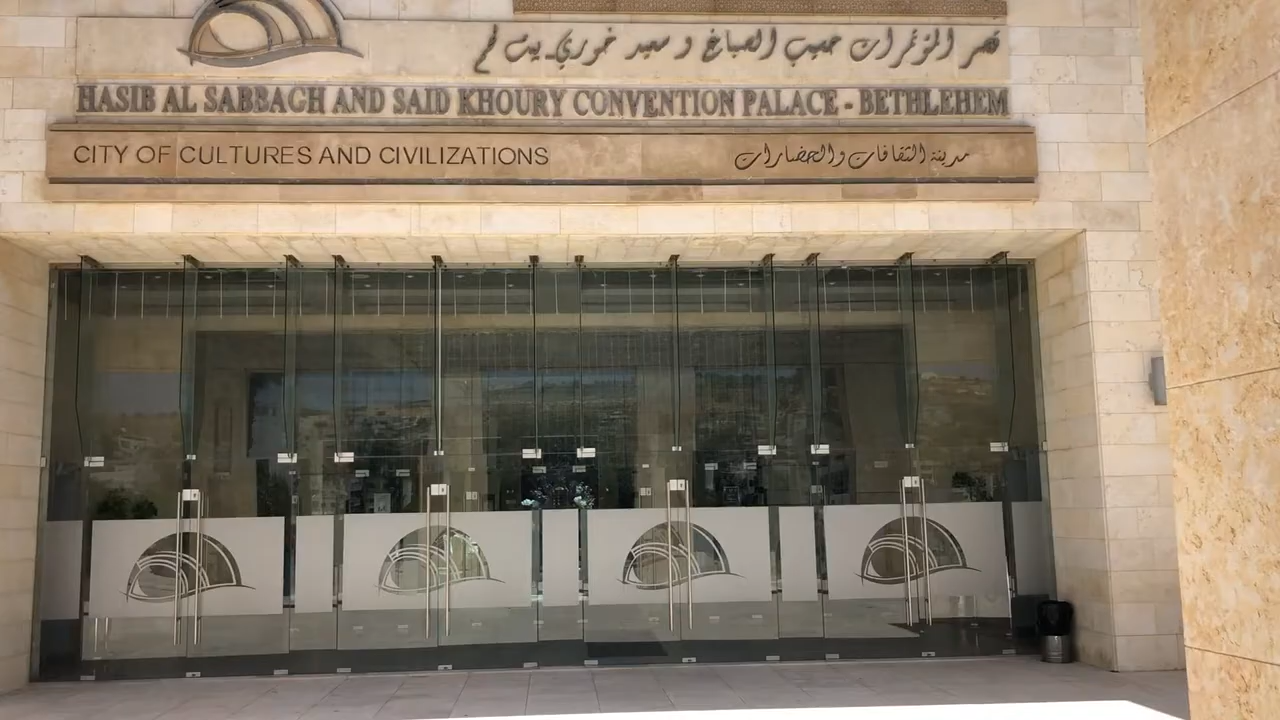 قصر المؤتمرات حسيب الصباغ و سعيد خوري بيت لحم
HASIB AL SABBAGH AND SAID KHOURY CONVENTION PALACE - BETHLEHEM
CITY OF CULTURES AND CIVILIZATIONS
مدينة الثقافات والحضارات